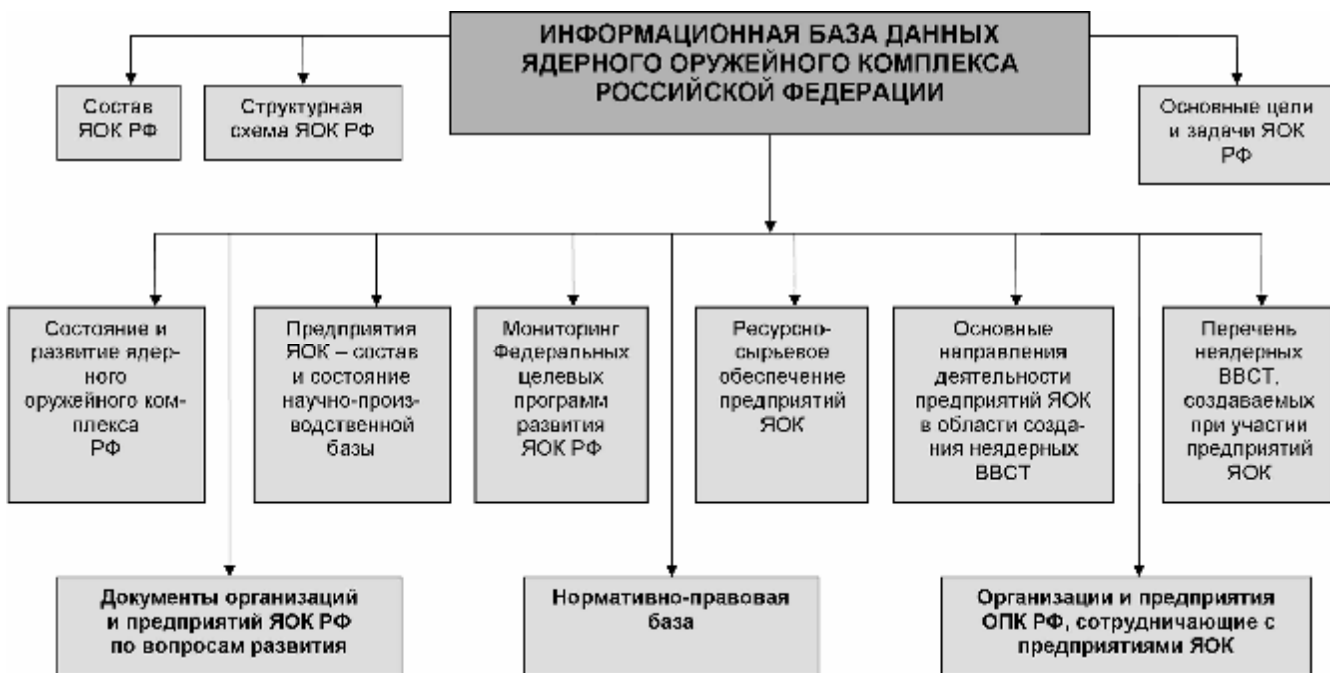 ИНФОРМАЦИОННАЯ БАЗА ДАННЫХ
ЯДЕРНОГО ОРУЖЕЙНОГО КОМПЛЕКСА
РОССИЙСКОЙ ФЕДЕРАЦИИ
Состав
ЯОК РФ
Структурная
схема ЯОК РФ
Основные цели
и задачи ЯОК
РФ
Состояние и
развитие ядер-
ного
оружейного ком-
плекса
РФ
Предприятия
ЯОК – состав
и состояние
научно-произ-
водственной
базы
Мониторинг
Федеральных
целевых
программ
развития
ЯОК РФ
Ресурсно-
сырьевое
обеспечение
предприятий
ЯОК
Основные
направления
деятельности
предприятий ЯОК
в области созда-
ния неядерных
ВВСТ
Перечень
неядерных
ВВСТ,
создаваемых
при участии
предприятий
ЯОК
Документы организаций
и предприятий ЯОК РФ
по вопросам развития
Нормативно-правовая
база
Организации и предприятия
ОПК РФ, сотрудничающие с
предприятиями ЯОК